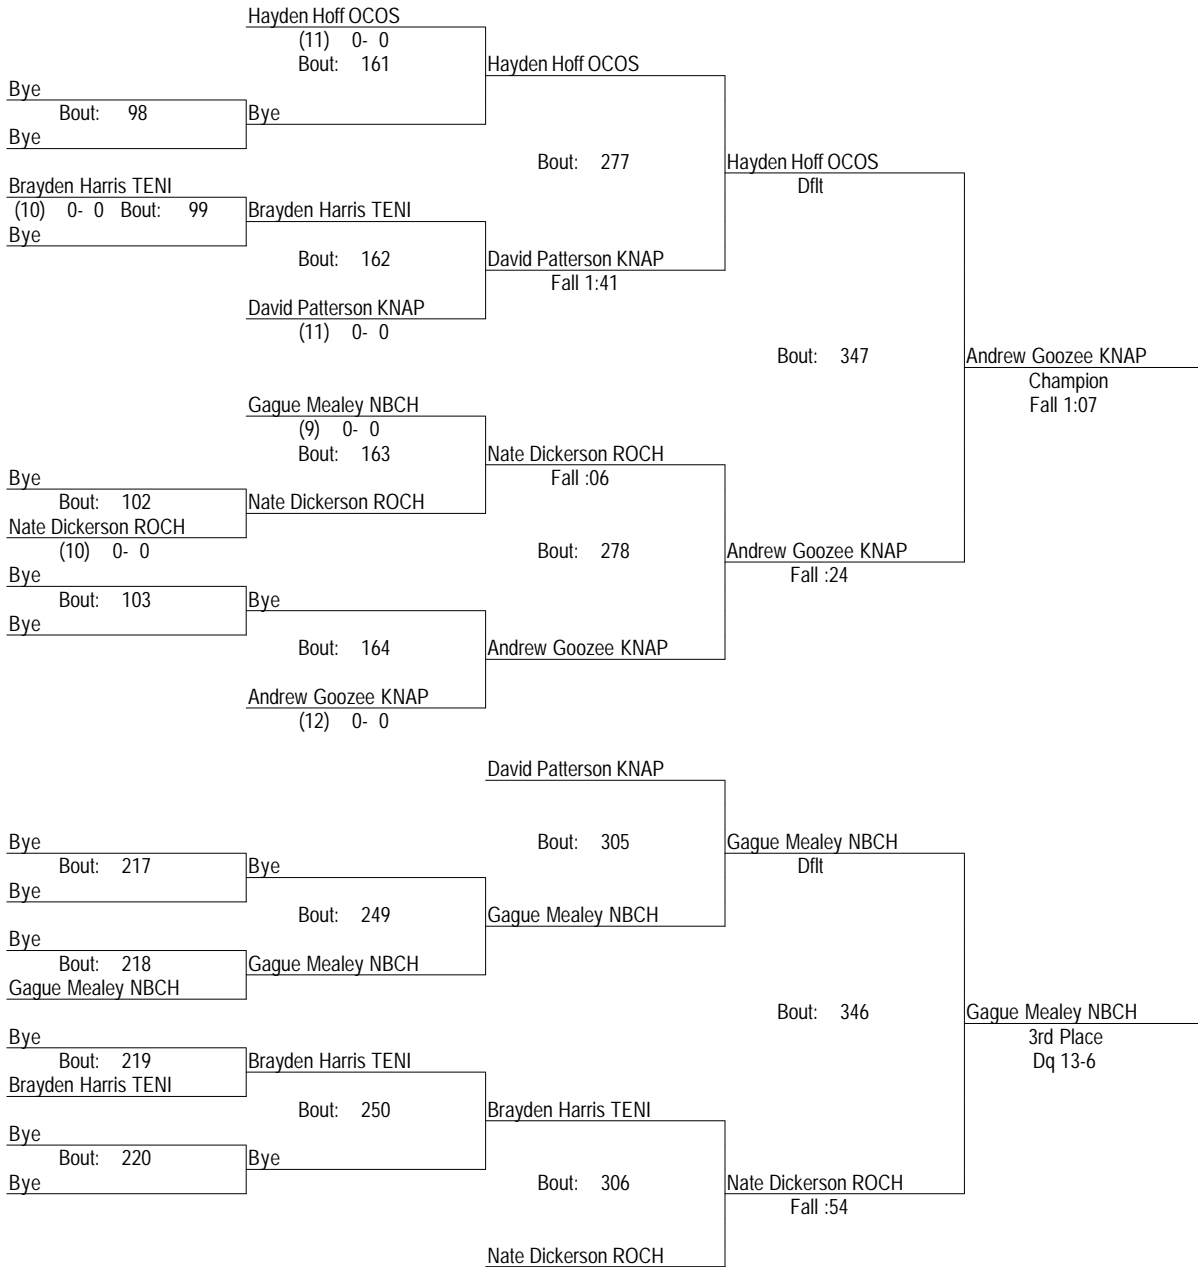 Hayden Hoff OCOS
(11) 0- 0
Bout: 161
Hayden Hoff OCOS
Bye
Bout: 98
Bye
Bye
Bout: 277
Hayden Hoff OCOS
Dflt
Brayden Harris TENI
(10) 0- 0 Bout: 99
Brayden Harris TENI
Bye
Bout: 162
David Patterson KNAP
Fall 1:41
David Patterson KNAP
(11) 0- 0
Bout: 347
Andrew Goozee KNAP
Champion
Fall 1:07
Gague Mealey NBCH
(9) 0- 0
Bout: 163
Nate Dickerson ROCH
Fall :06
Bye
Bout: 102
Nate Dickerson ROCH
Nate Dickerson ROCH
(10) 0- 0
Bout: 278
Andrew Goozee KNAP
Fall :24
Bye
Bout: 103
Bye
Bye
Bout: 164
Andrew Goozee KNAP
Andrew Goozee KNAP
(12) 0- 0
David Patterson KNAP
Bye
Bout: 217
Bye
Bye
Bout: 305
Gague Mealey NBCH
Dflt
Bout: 249
Gague Mealey NBCH
Bye
Bout: 218
Gague Mealey NBCH
Gague Mealey NBCH
Bout: 346
Gague Mealey NBCH
3rd Place
Dq 13-6
Bye
Bout: 219
Brayden Harris TENI
Brayden Harris TENI
Bout: 250
Brayden Harris TENI
Bye
Bout: 220
Bye
Bye
Bout: 306
Nate Dickerson ROCH
Fall :54
Nate Dickerson ROCH